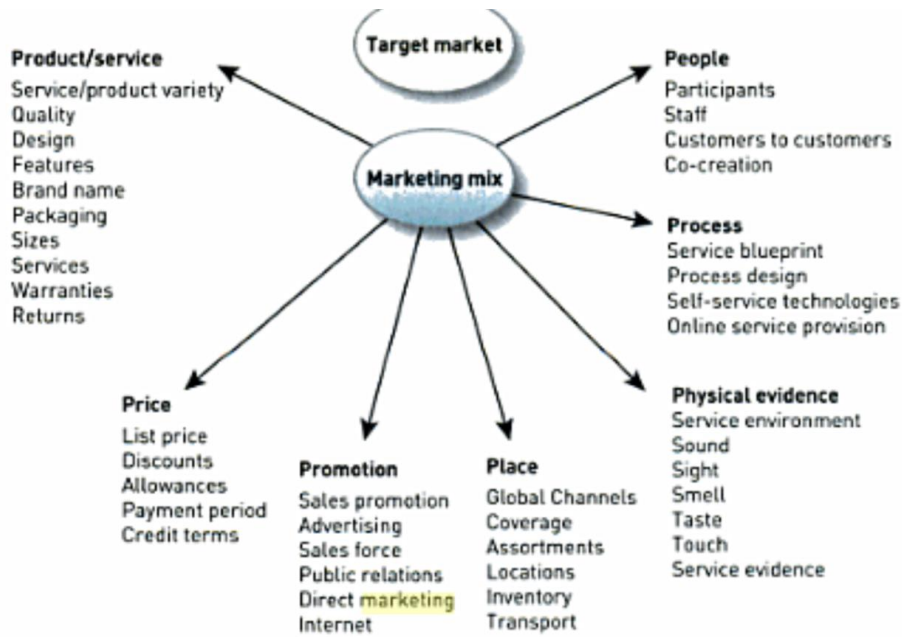 Target market
Product/service
Service/product variety
Quality
Design
Features
Brand name
Packaging
Sizes
Services
Warranties
Returns
People
Participants
Staff
Customers to customers
Co-creation
Marketing mix
Process
Service blueprint
Process design
Self-service technologies
Online service provision
Price
List price
Discounts
Allowances
Payment period
Credit terms
Promotion
Sales promotion
Advertising
Sales force
Public relations
Direct marketing
Internet
Place
Global Channels
Coverage
Assortments
Locations
Inventory
Transport
Physical evidence
Service environment
Sound
Sight
Smell
Taste
Touch
Service evidence